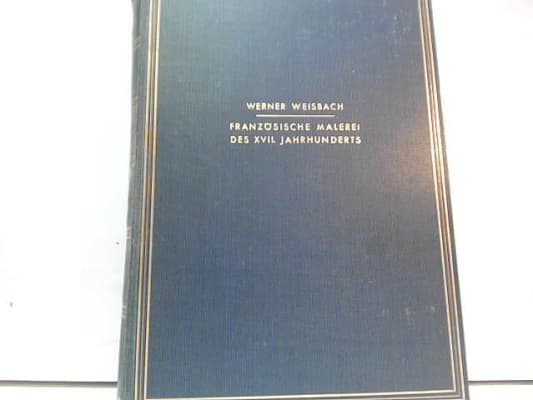 WERNER WEISBACH
FRANZÖSISCHE MALEREI
DES XVII. JAHRHUNDERTS